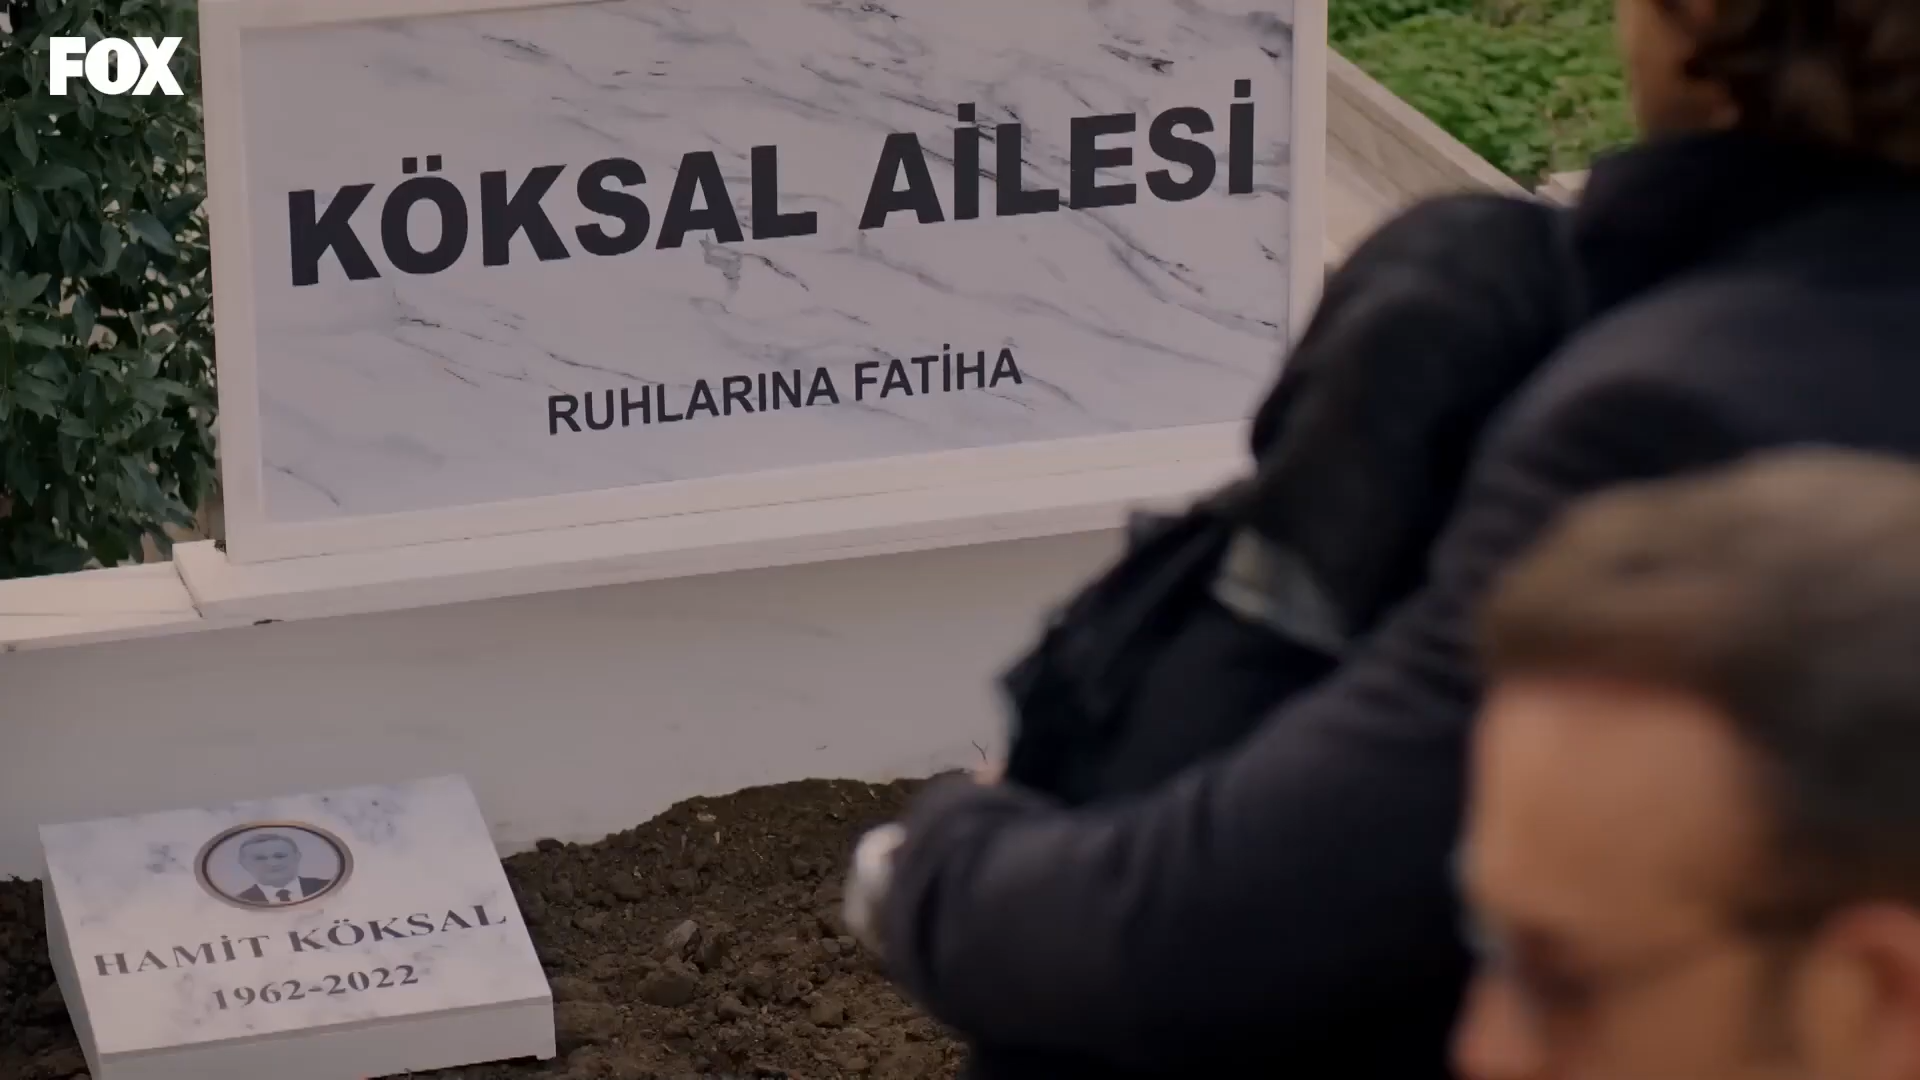 FOX
KÖKSAL AİLESİ
RUHLARINA FATİHA
HAMİT KÖKSAL
1962-2022